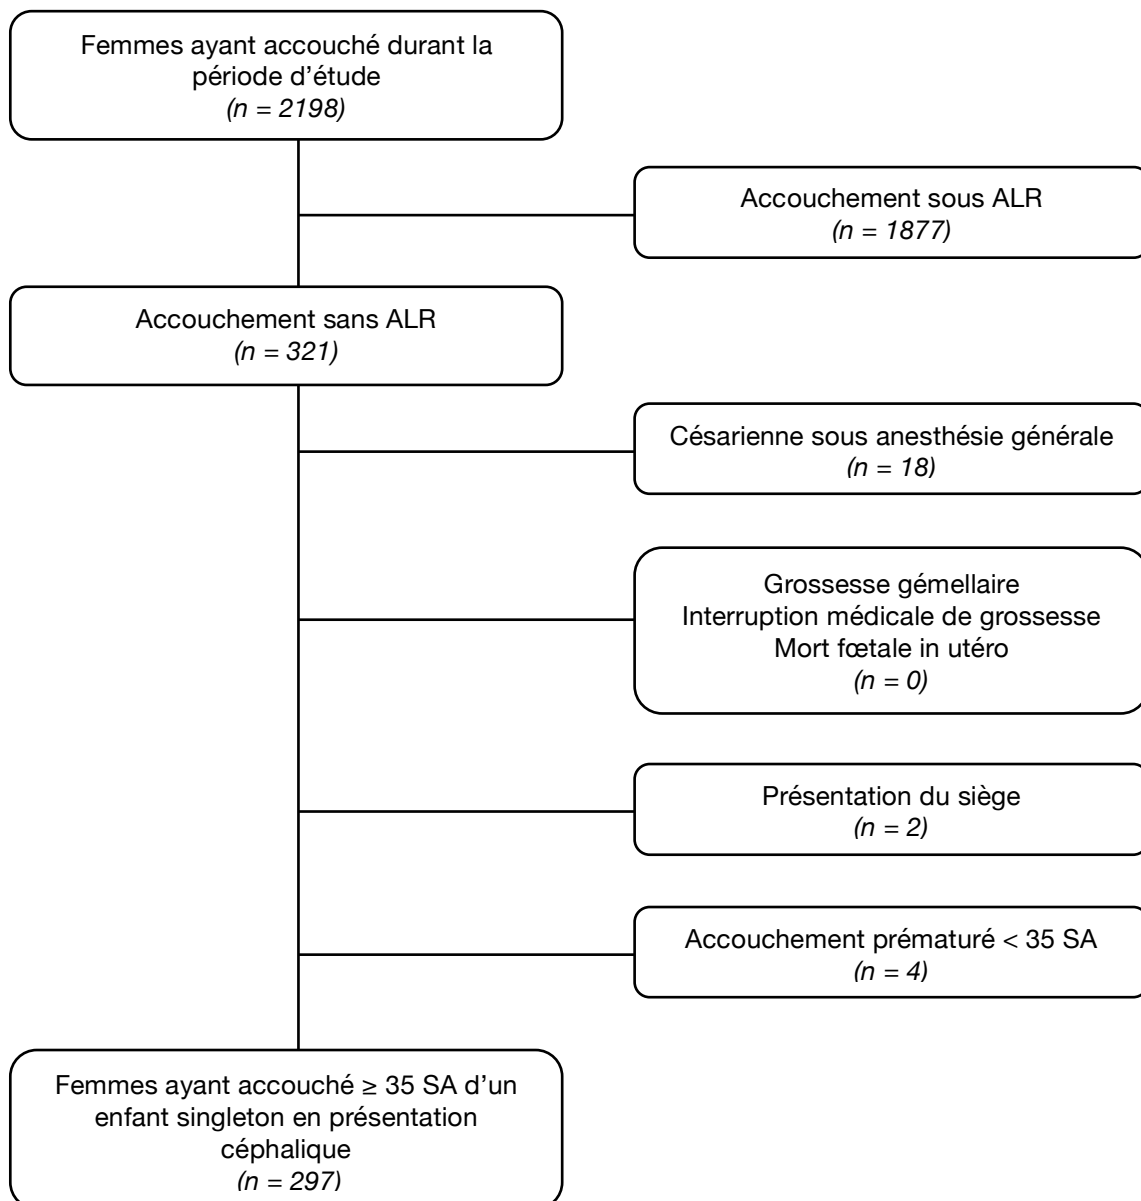 Femmes ayant accouché durant la
période d’étude
(n = 2198)
Accouchement sous ALR
(n = 1877)
Accouchement sans ALR
(n = 321)
Césarienne sous anesthésie générale
(n = 18)
Grossesse gémellaire
Interruption médicale de grossesse
Mort fœtale in utéro
(n = 0)
Présentation du siège
(n = 2)
Accouchement prématuré < 35 SA
(n = 4)
Femmes ayant accouché ≥ 35 SA d’un
enfant singleton en présentation
céphalique
(n = 297)